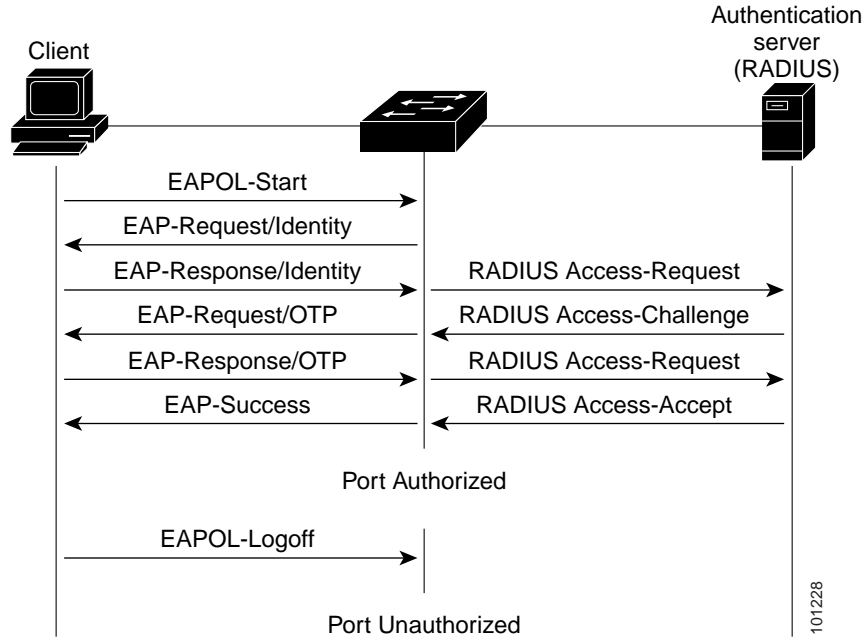 Client
Authentication
server
(RADIUS)
EAPOL-Start
EAP-Request/Identity
EAP-Response/Identity
RADIUS Access-Request
EAP-Request/OTP
RADIUS Access-Challenge
EAP-Response/OTP
RADIUS Access-Request
EAP-Success
RADIUS Access-Accept
Port Authorized
EAPOL-Logoff
Port Unauthorized
101228